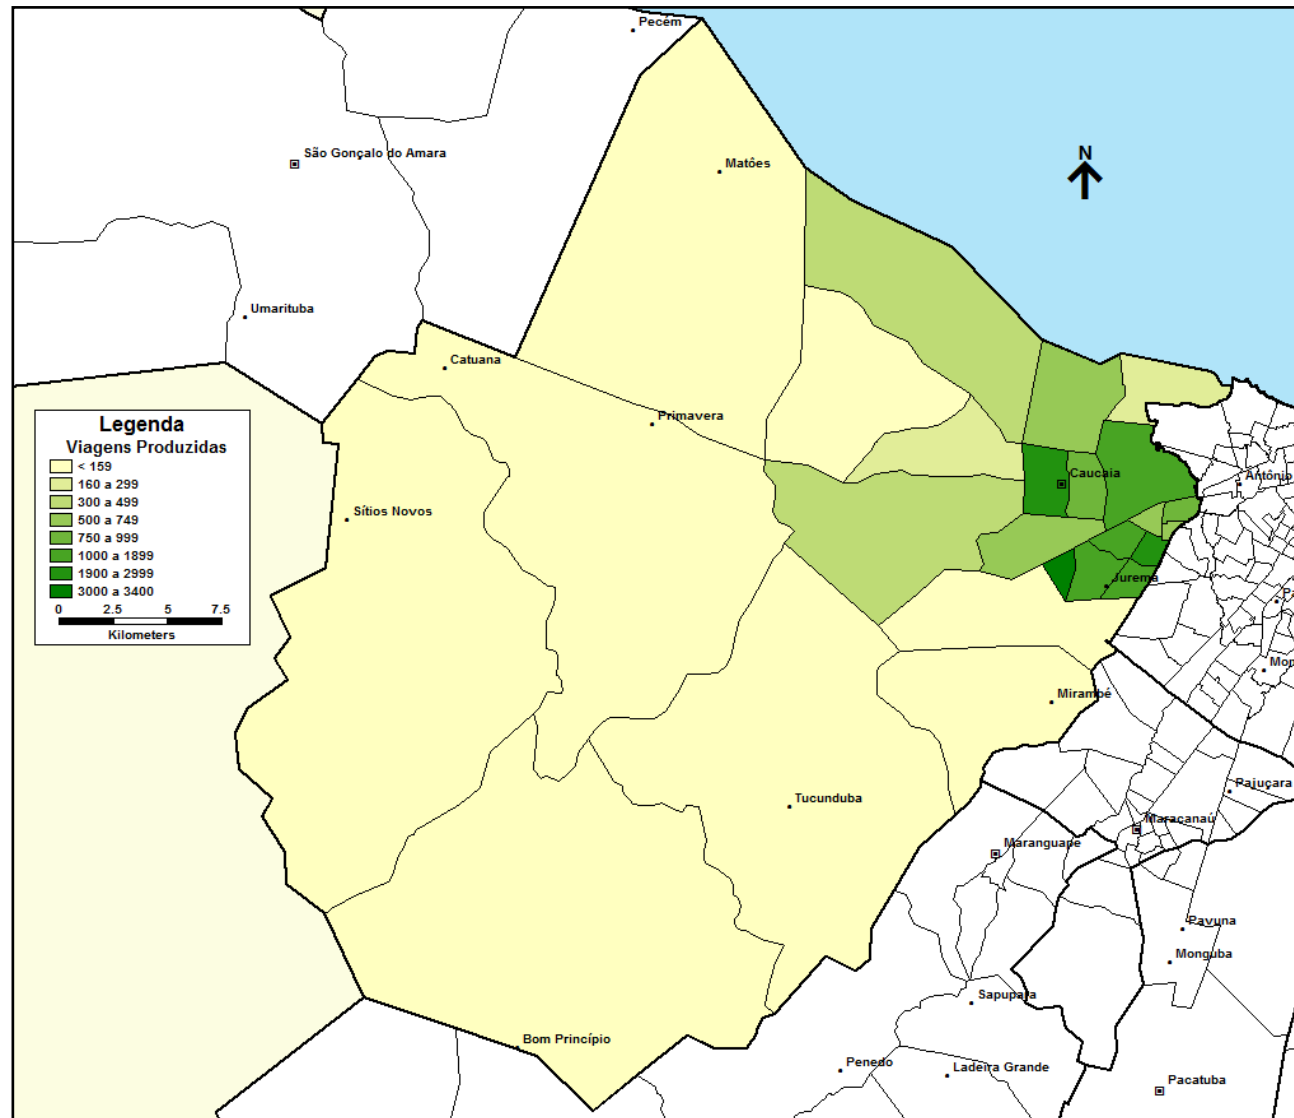 Pecém
N
São Gonçalo do Amara
Matões
Umarituba
Catuana
Primavera
Legenda
Viagens Produzidas
< 159
160 a 299
300 a 499
500 a 749
750 a 999
1000 a 1899
1900 a 2999
3000 a 3400
0 2.5 5 7.5
Kilometers
Caucaia
Antônio
Sítios Novos
Jurema
Pa
Mon
Mirambé
Pajuçara
Tucunduba
Maracanaú
Maranguape
Pavuna
Monguba
Sapupara
Bom Princípio
Penedo
Ladeira Grande
Pacatuba